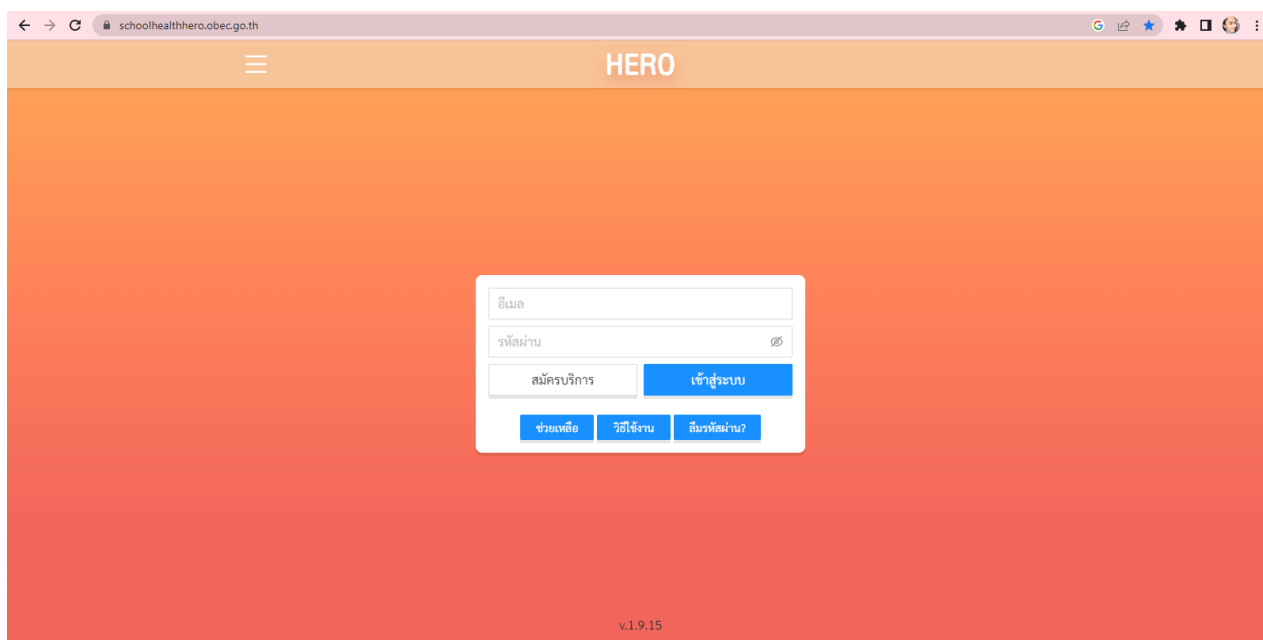 schoolhealthhero.obec.go.th
HERO
อีเมล
รหัสผ่าน
สมัครบริการ เข้าสู่ระบบ
ช่วยเหลือ วิธีใช้งาน ลืมรหัสผ่าน?
v.1.9.15